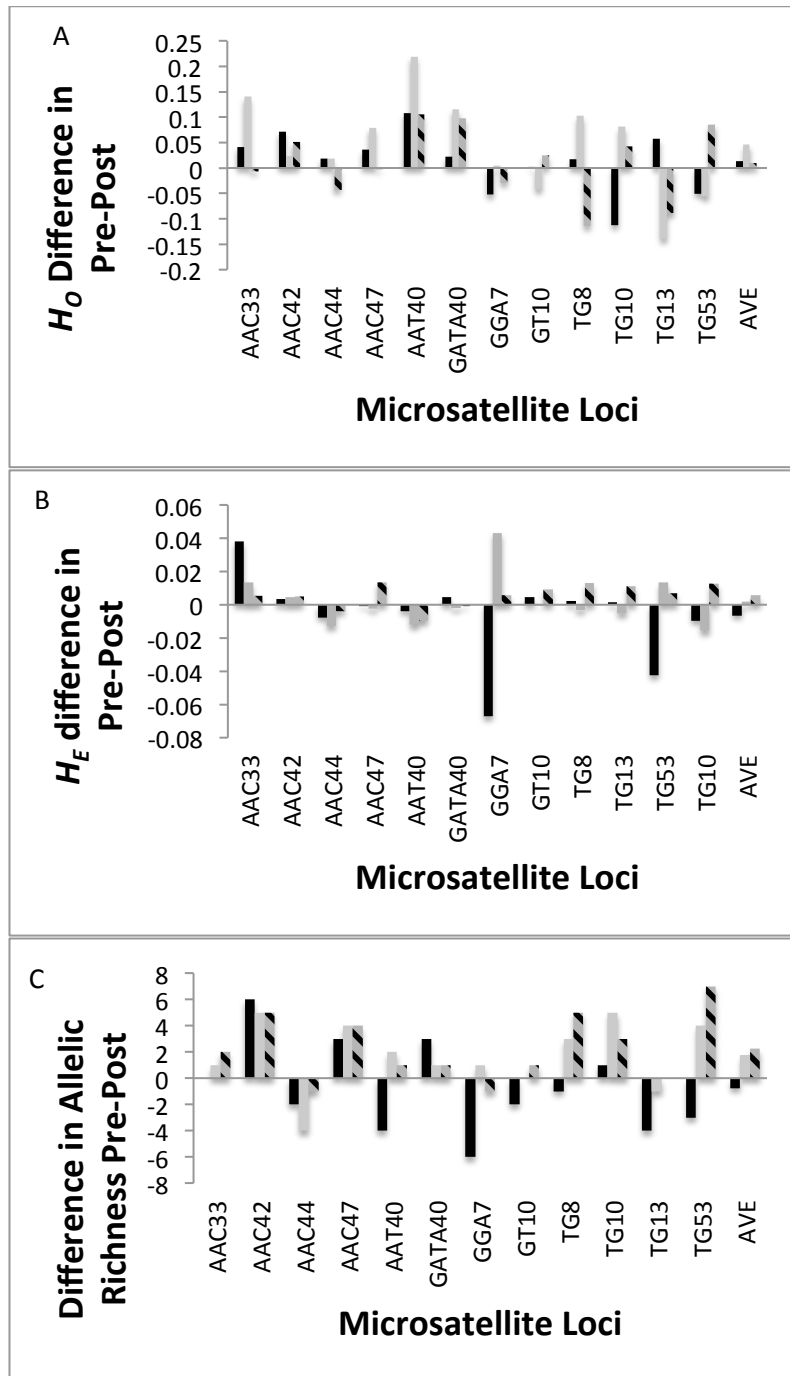 A
H_O Difference in
Pre-Post
0.25
0.2
0.15
0.1
0.05
0
-0.05
-0.1
-0.15
-0.2
AAC33
AAC42
AAC44
AAC47
AAT40
GATA40
GGA7
GT10
TG8
TG10
TG13
TG53
AVE
Microsatellite Loci
B
H_E difference in
Pre-Post
0.06
0.04
0.02
0
-0.02
-0.04
-0.06
-0.08
AAC33
AAC42
AAC44
AAC47
AAT40
GATA40
GGA7
GT10
TG8
TG13
TG53
TG10
AVE
Microsatellite Loci
C
Difference in Allelic
Richness Pre-Post
8
6
4
2
0
-2
-4
-6
-8
AAC33
AAC42
AAC44
AAC47
AAT40
GATA40
GGA7
GT10
TG8
TG10
TG13
TG53
AVE
Microsatellite Loci